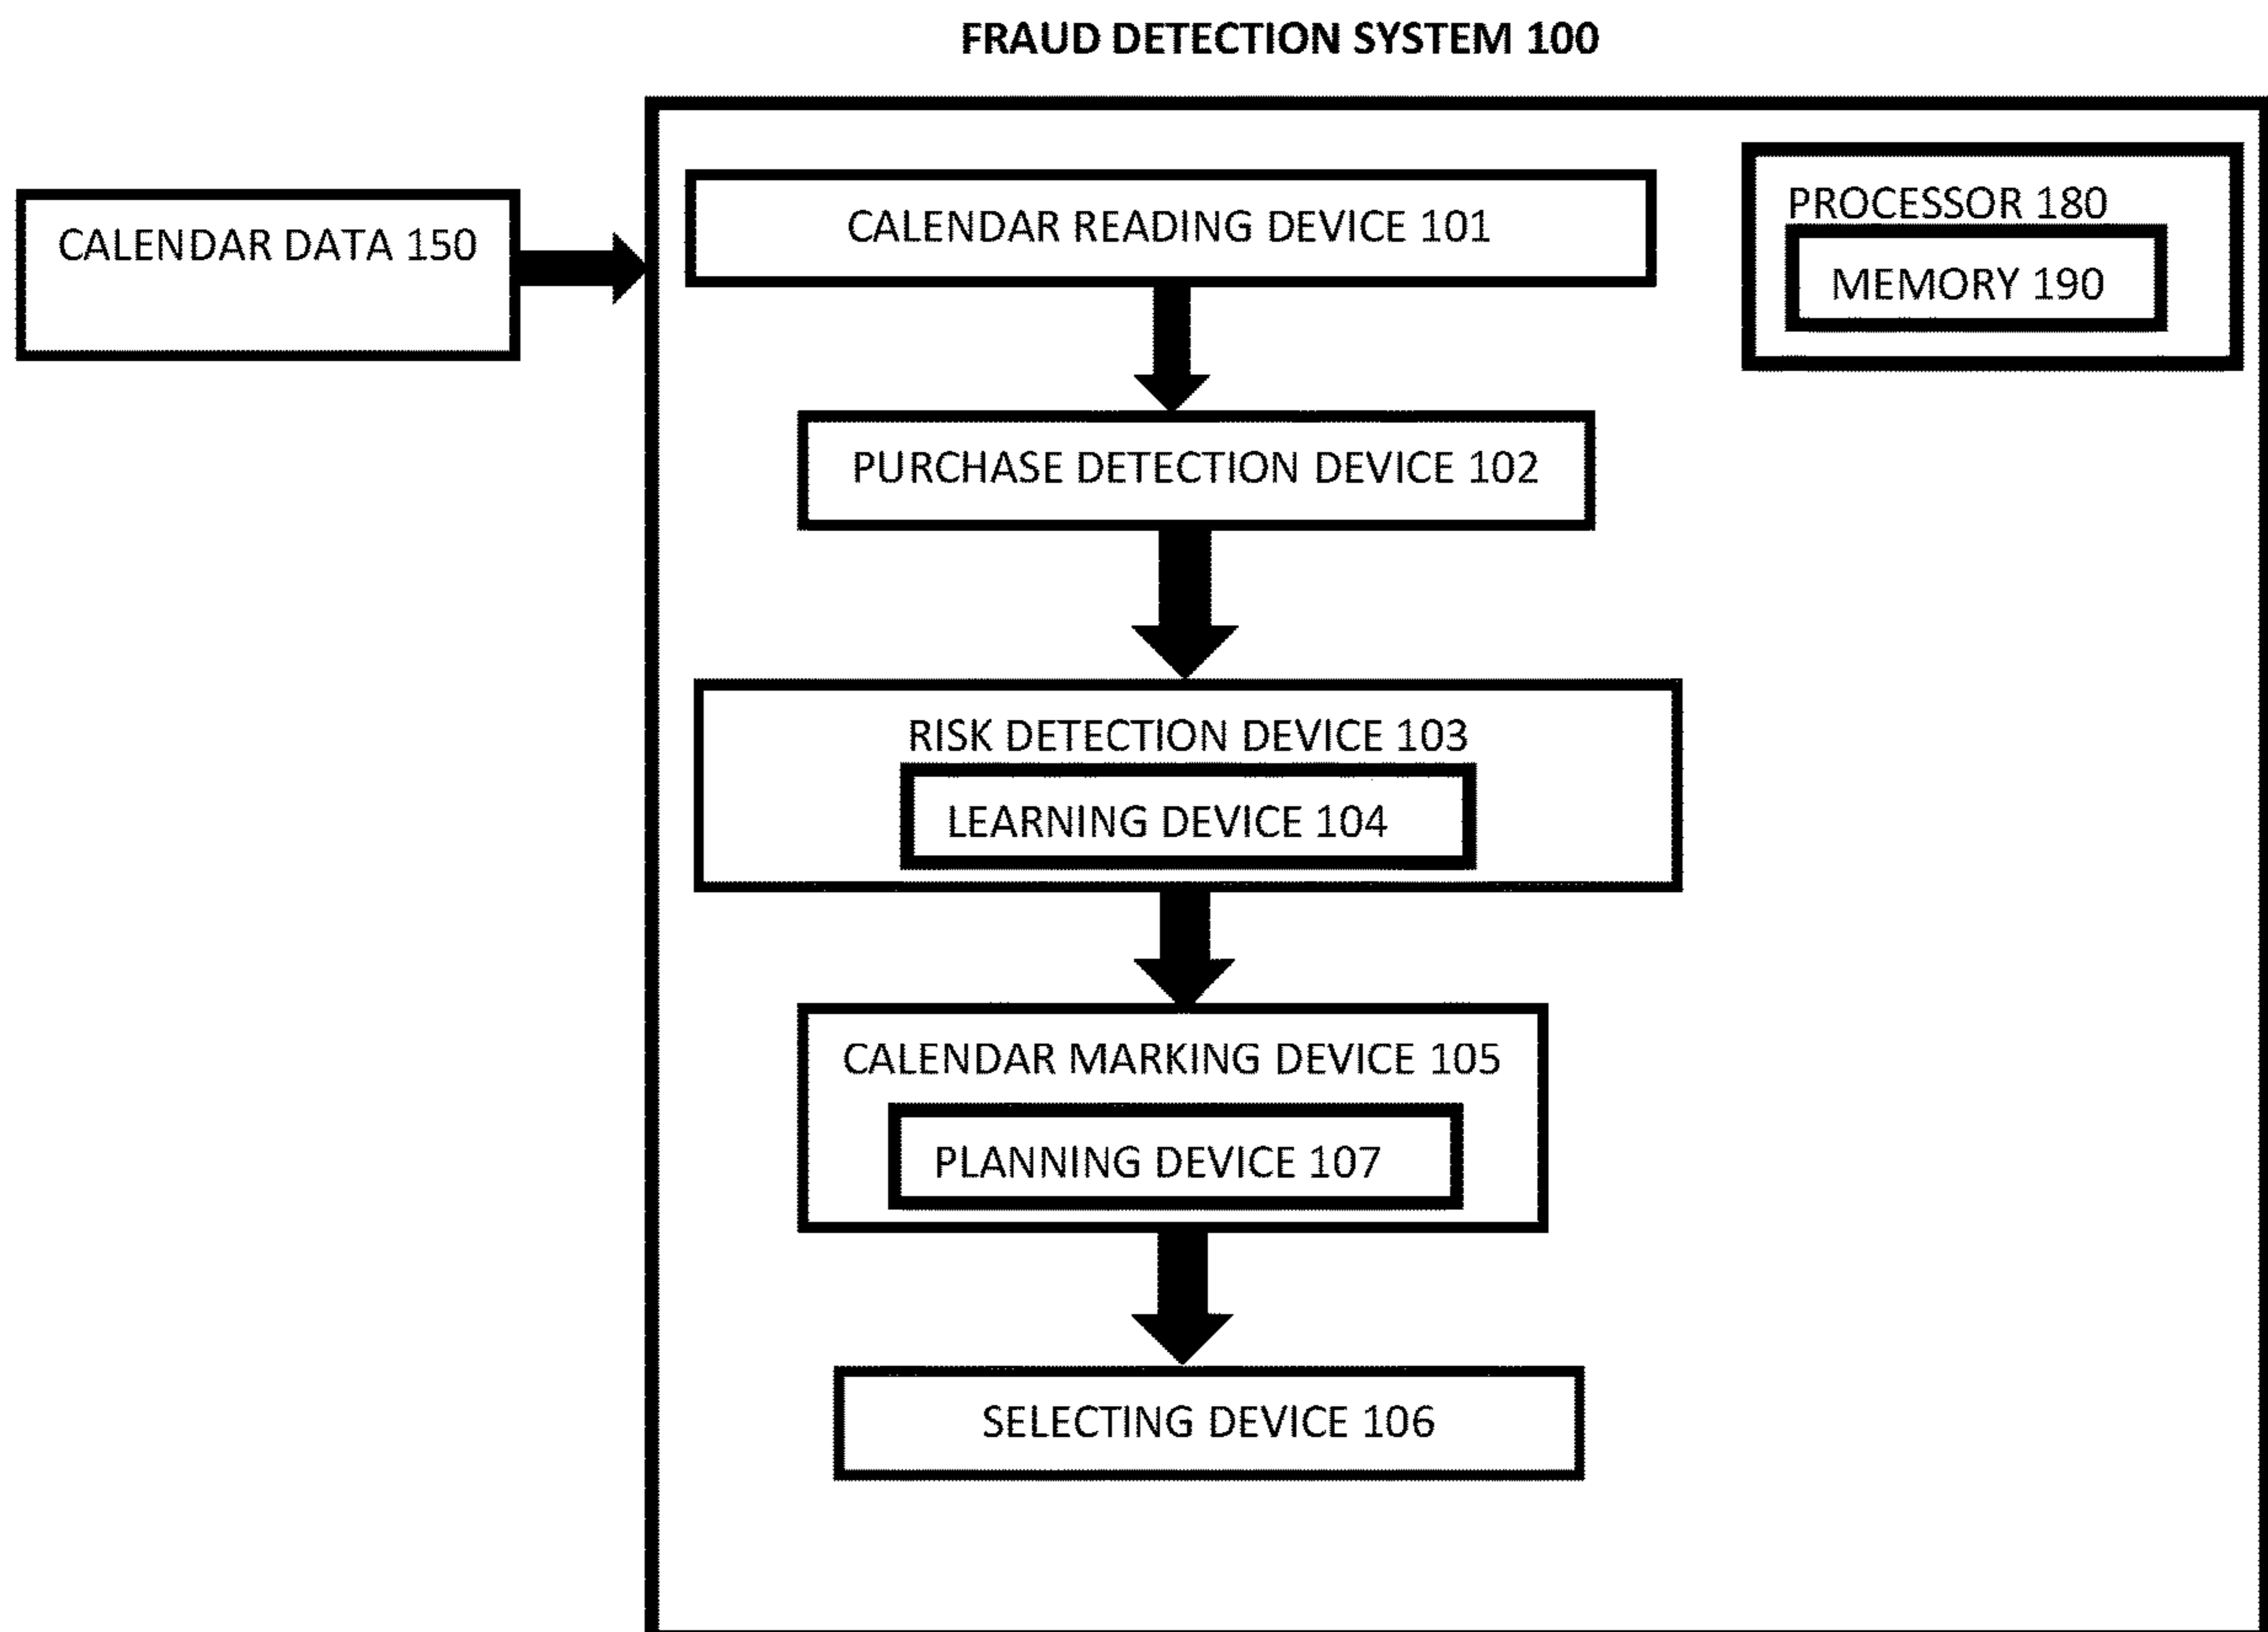 FRAUD DETECTION SYSTEM 100
CALENDAR DATA 150
CALENDAR READING DEVICE 101
PROCESSOR 180
MEMORY 190
PURCHASE DETECTION DEVICE 102
RISK DETECTION DEVICE 103
LEARNING DEVICE 104
CALENDAR MARKING DEVICE 105
PLANNING DEVICE 107
SELECTING DEVICE 106